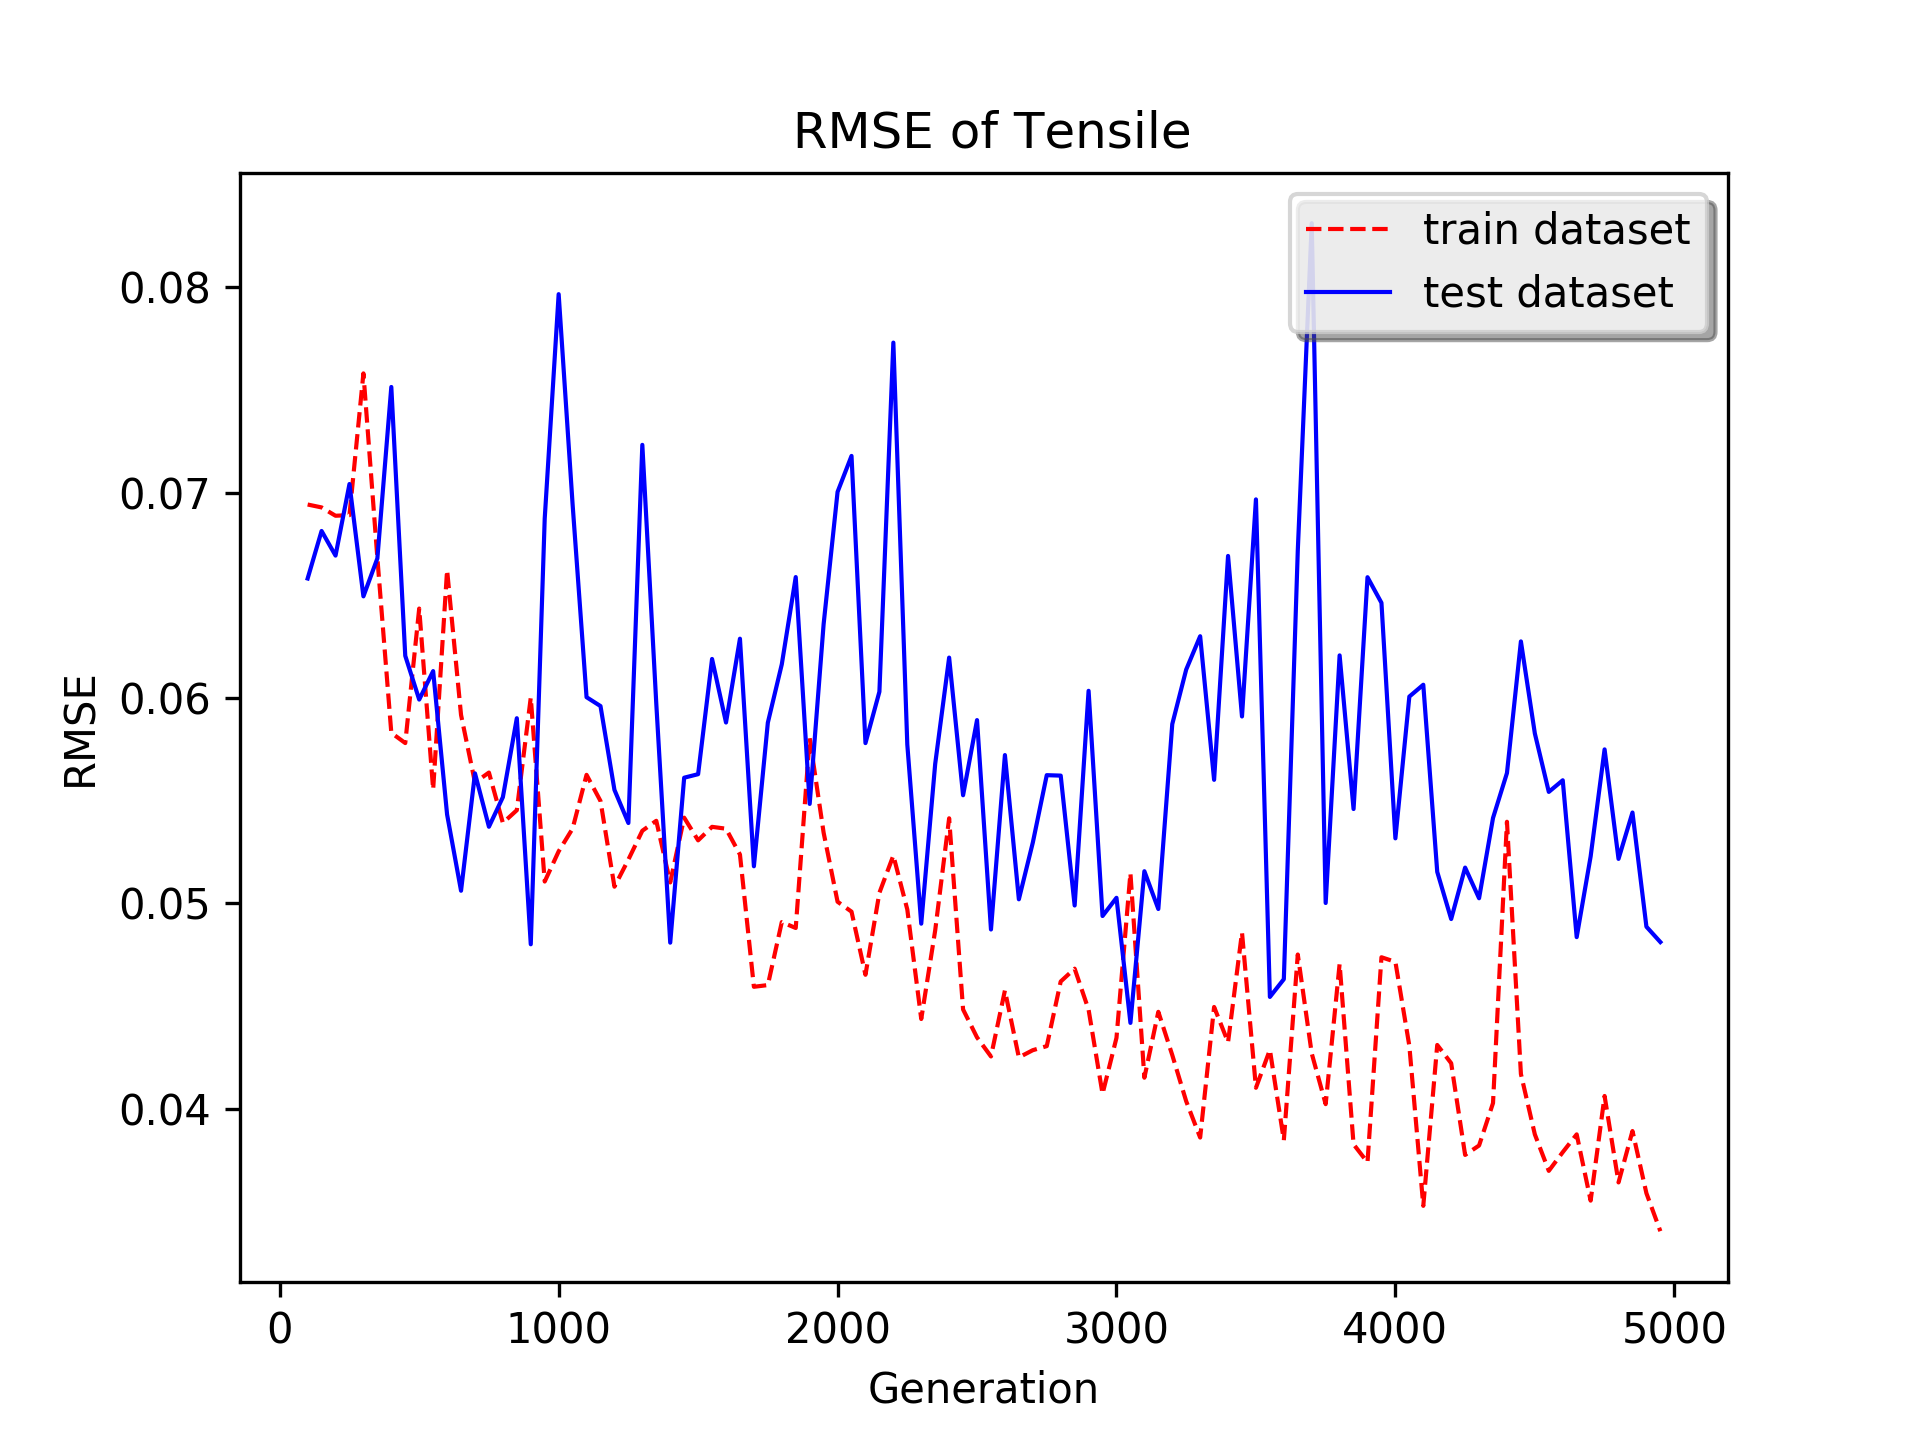 RMSE of Tensile
train dataset
test dataset
0.08
0.07
0.06
0.05
0.04
RMSE
0 1000 2000 3000 4000 5000
Generation